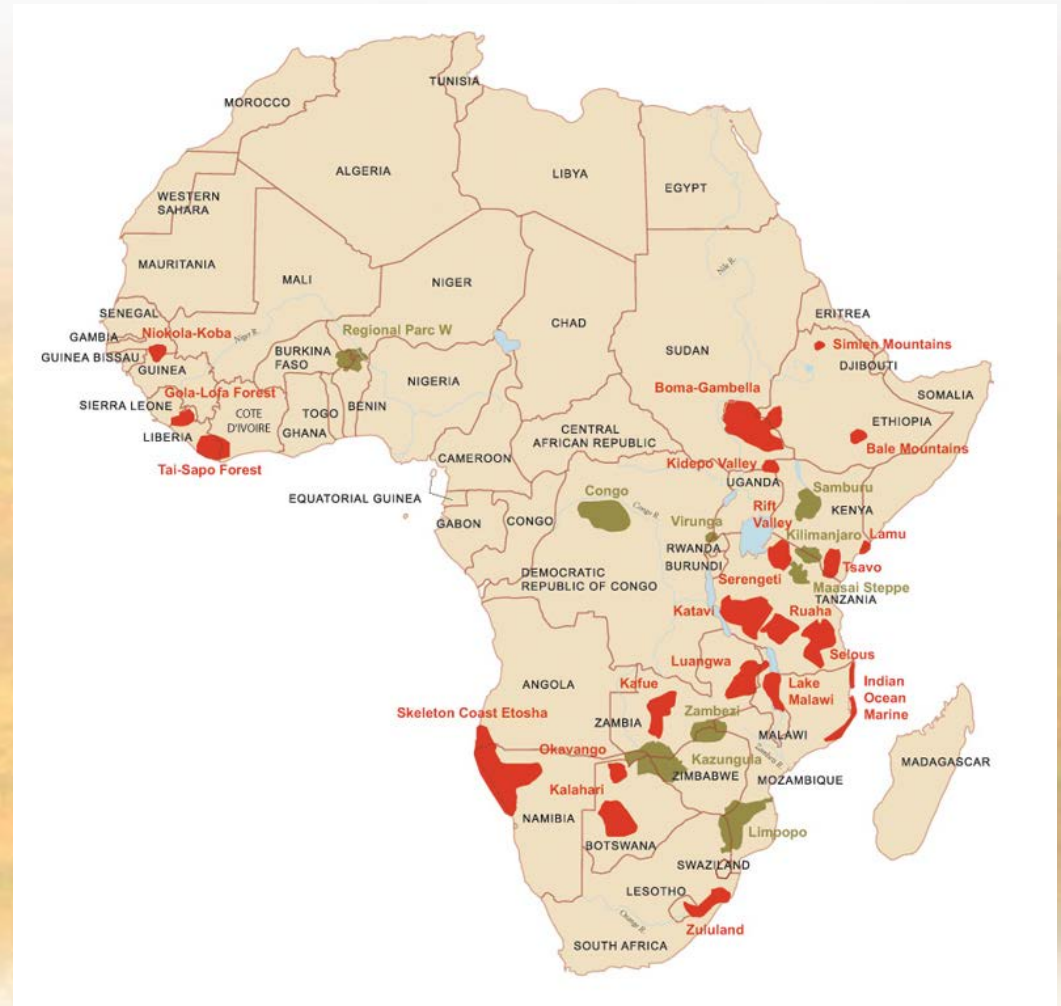 TUNISIA
MOROCCO
ALGERIA
LIBYA
EGYPT
WESTERN
SAHARA
MAURITANIA
MALI
NIGER
CHAD
SUDAN
Nile R.
ERITREA
SENEGAL
GAMBIA
Niokola-Koba
GUINEA BISSAU
GUINEA
Niger R.
Regional Parc W
BURKINA
FASO
NIGERIA
Simien Mountains
DJIBOUTI
SOMALIA
Gola-Lofa Forest
SIERRA LEONE
COTE
D'IVOIRE
TOGO
BENIN
GHANA
LIBERIA
Tai-Sapo Forest
Boma-Gambella
ETHIOPIA
Bale Mountains
CENTRAL
AFRICAN REPUBLIC
CAMEROON
Kidepo Valley
UGANDA
Samburu
KENYA
EQUATORIAL GUINEA
GABON
CONGO
Congo
Congo R.
Virunga
Rift
Valley
Kilimanjaro
Lamu
RWANDA
BURUNDI
Tsavo
DEMOCRATIC
REPUBLIC OF CONGO
Serengeti
Maasai Steppe
TANZANIA
Katavi
Ruaha
Selous
Luangwa
Lake
Malawi
Indian
Ocean
Marine
ANGOLA
Kafue
Zambezi
ZAMBIA
MALAWI
Zambezi R.
Skeleton Coast Etosha
Okavango
Kazungula
ZIMBABWE
MOZAMBIQUE
MADAGASCAR
Kalahari
NAMIBIA
BOTSWANA
Limpopo
SWAZILAND
LESOTHO
Orange R.
Zululand
SOUTH AFRICA